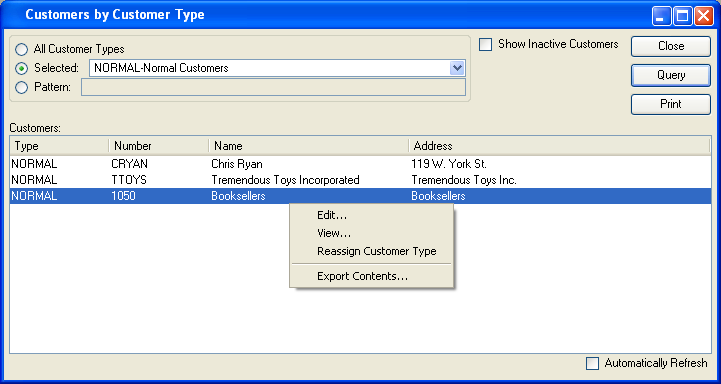 Customers by Customer Type
All Customer Types
Selected: NORMAL-Normal Customers
Pattern:
Show Inactive Customers
Close
Query
Print
Customers:
Type Number Name Address
NORMAL CRYAN Chris Ryan 119 W. York St.
NORMAL TTOYS Tremendous Toys Incorporated Tremendous Toys Inc.
NORMAL 1050 Booksellers Booksellers
Edit...
View...
Reassign Customer Type
Export Contents...
Automatically Refresh